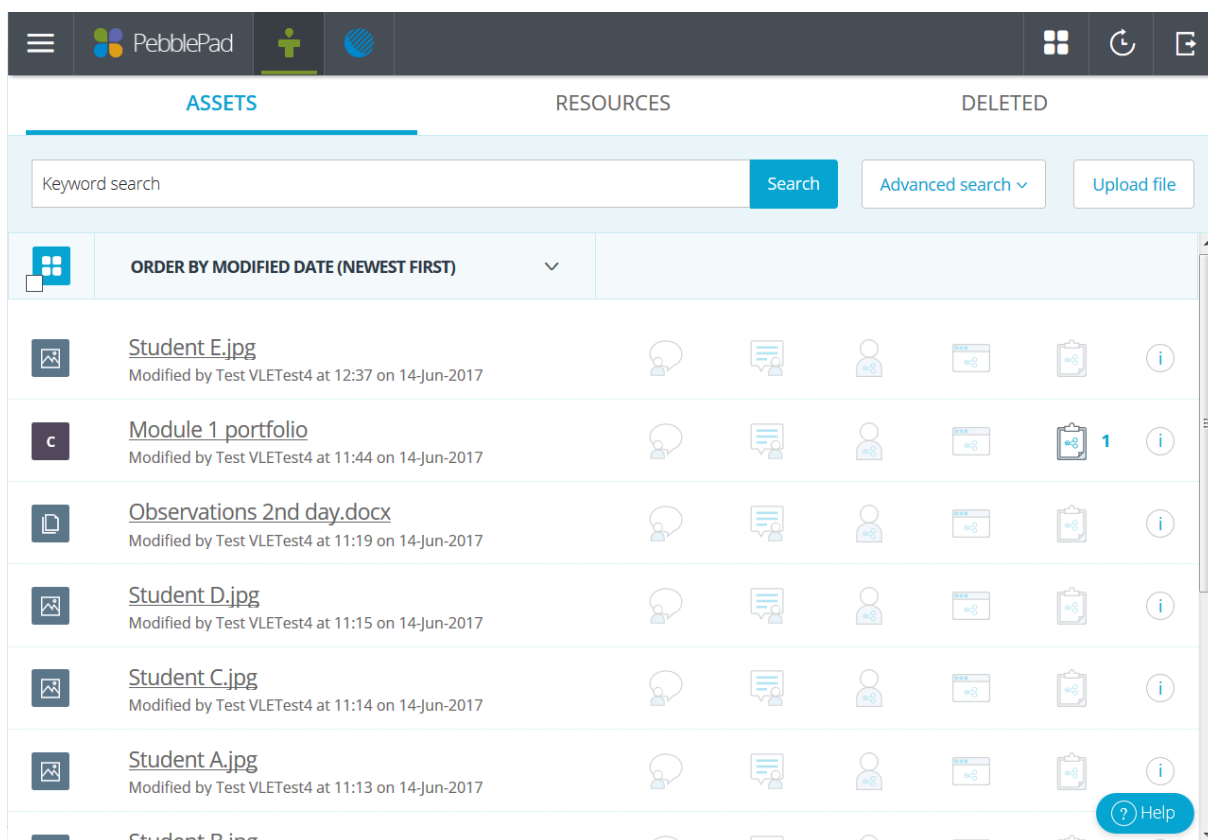 PebblePad
ASSETS RESOURCES DELETED
Keyword search Search Advanced search Upload file
ORDER BY MODIFIED DATE (NEWEST FIRST)
Student E.jpg
Modified by Test VLETest4 at 12:37 on 14-Jun-2017
i
C
Module 1 portfolio
Modified by Test VLETest4 at 11:44 on 14-Jun-2017
1 i
Observations 2nd day.docx
Modified by Test VLETest4 at 11:19 on 14-Jun-2017
i
Student D.jpg
Modified by Test VLETest4 at 11:15 on 14-Jun-2017
i
Student C.jpg
Modified by Test VLETest4 at 11:14 on 14-Jun-2017
i
Student A.jpg
Modified by Test VLETest4 at 11:13 on 14-Jun-2017
i
? Help
Student B.jpg